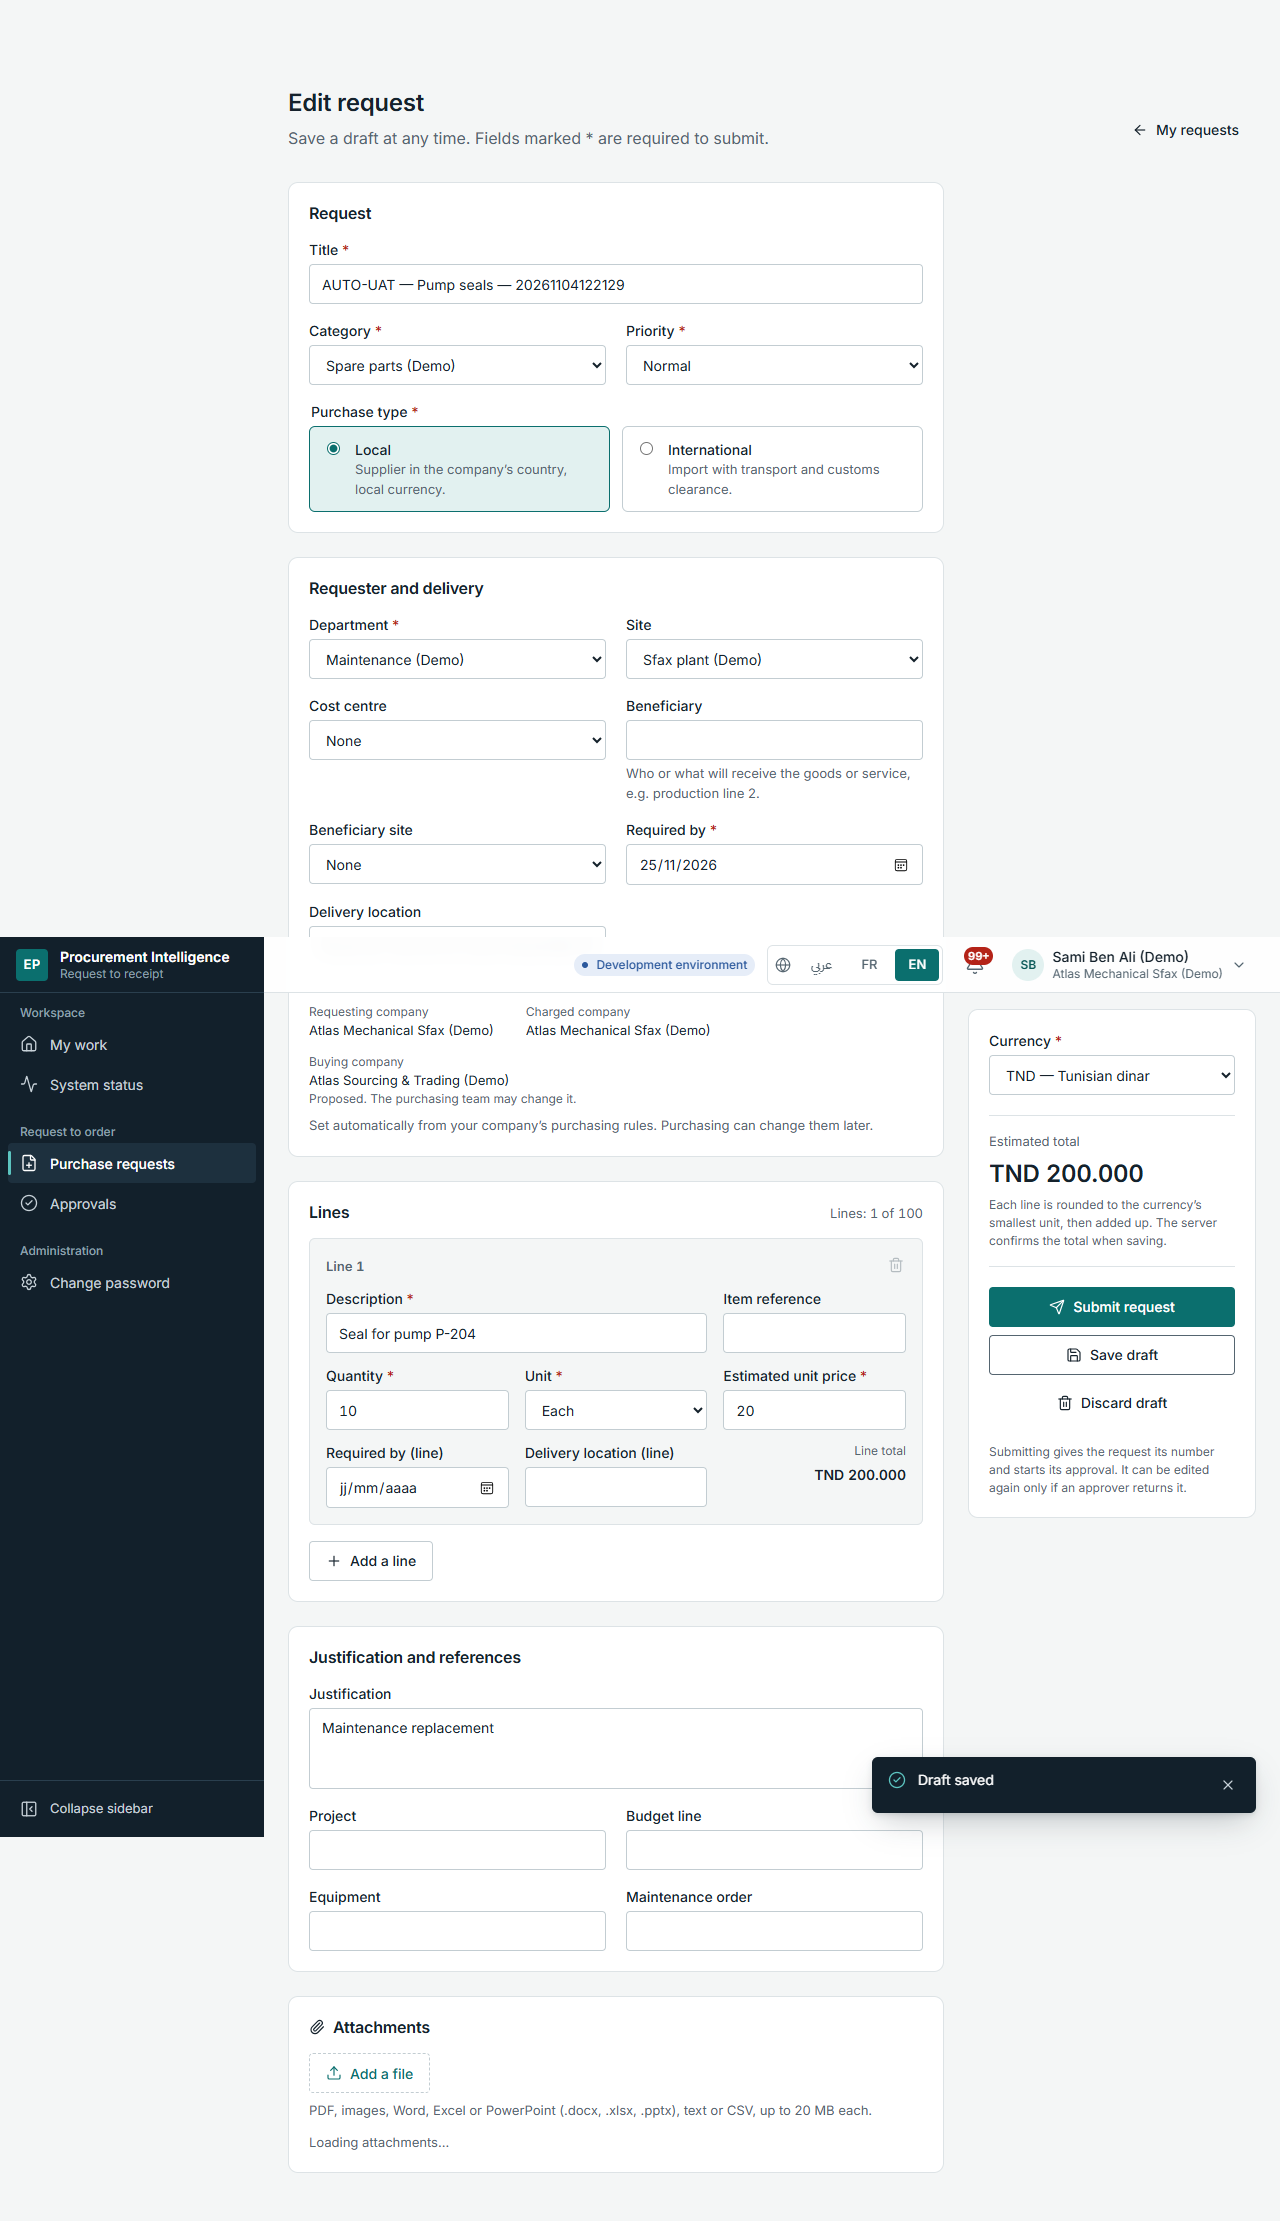 Edit request
Save a draft at any time. Fields marked * are required to submit.
My requests
Request
Title *
AUTO-UAT — Pump seals — 20261104122129
Category *
Priority *
Spare parts (Demo)
Normal
Purchase type *
Local
Supplier in the company’s country,
local currency.
International
Import with transport and customs
clearance.
Requester and delivery
Department *
Site
Maintenance (Demo)
Sfax plant (Demo)
Cost centre
Beneficiary
None
Who or what will receive the goods or service,
e.g. production line 2.
Beneficiary site
Required by *
None
25/11/2026
Delivery location
EP
Procurement Intelligence
Request to receipt
Development environment
عربي
FR
EN
99+
SB
Sami Ben Ali (Demo)
Atlas Mechanical Sfax (Demo)
Workspace
My work
System status
Request to order
Purchase requests
Approvals
Administration
Change password
Collapse sidebar
Requesting company
Atlas Mechanical Sfax (Demo)
Charged company
Atlas Mechanical Sfax (Demo)
Buying company
Atlas Sourcing & Trading (Demo)
Proposed. The purchasing team may change it.
Set automatically from your company’s purchasing rules. Purchasing can change them later.
Lines
Lines: 1 of 100
Line 1
Description *
Item reference
Seal for pump P-204
Quantity *
Unit *
Estimated unit price *
10
Each
20
Required by (line)
Delivery location (line)
Line total
jj/mm/aaaa
TND 200.000
Add a line
Currency *
TND — Tunisian dinar
Estimated total
TND 200.000
Each line is rounded to the currency’s
smallest unit, then added up. The server
confirms the total when saving.
Submit request
Save draft
Discard draft
Submitting gives the request its number
and starts its approval. It can be edited
again only if an approver returns it.
Justification and references
Justification
Maintenance replacement
Draft saved
Project
Budget line
Equipment
Maintenance order
Attachments
Add a file
PDF, images, Word, Excel or PowerPoint (.docx, .xlsx, .pptx), text or CSV, up to 20 MB each.
Loading attachments…